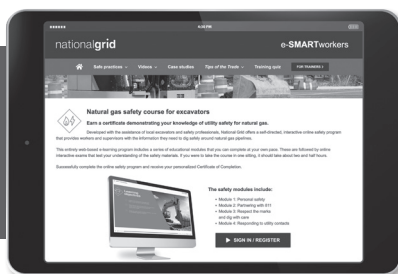 5:45 PM
nationalgrid
e-SMARTworkers
Safe practices
Videos
Case studies
Tips of the Trade
Training quiz
FOR TRAINERS
Natural gas safety course for excavators
Earn a certificate demonstrating your knowledge of utility safety for natural gas.
Developed with the assistance of local excavators and safety professionals, National Grid offers a self-directed, interactive online safety program
that provides workers and supervisors with the information they need to dig safely around natural gas pipelines.
This entirely web-based e-learning program includes a series of educational modules that you can complete at your own pace. These are followed by online
interactive exams that test your understanding of the safety materials. If you were to take the course in one sitting, it should take about two and half hours.
Successfully complete the online safety program and receive your personalized Certificate of Completion.
The safety modules include:
• Module 1: Personal safety
• Module 2: Partnering with 811
• Module 3: Respect the marks
and dig with care
• Module 4: Responding to utility contacts
SIGN IN / REGISTER